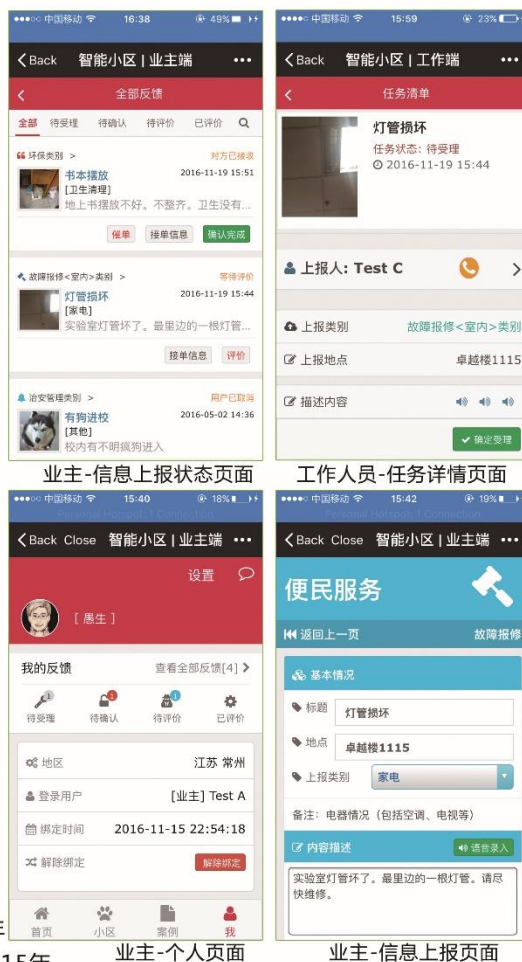 中国移动 16:38 49%
Back 智能小区 | 业主端
全部反馈
全部 待受理 待确认 待评价 已评价
环保类别 > 对方已接收
书本摆放 2016-11-19 15:51
[卫生清理]
地上书摆放不好。不整齐。卫生没有...
催单 接单信息 确认完成
故障报修<室内>类别 > 等待评价
灯管损坏 2016-11-19 15:44
[家电]
实验室灯管坏了。最里边的一根灯管...
接单信息 评价
治安管理类别 > 用户已取消
有狗进校 2016-05-02 14:36
[其他]
校内有不明疯狗进入
业主-信息上报状态页面
中国移动 15:59 23%
Back 智能小区 | 工作端
任务清单
灯管损坏
任务状态: 待受理
2016-11-19 15:44
上报人: Test C
上报类别 故障报修<室内>类别
上报地点 卓越楼1115
描述内容
确定受理
工作人员-任务详情页面
中国移动 15:40 18%
Personal Hotspot: 1 Connection
Back Close 智能小区 | 业主端
设置
[ 愚生 ]
我的反馈 查看全部反馈[4]
1 1 1
待受理 待确认 待评价 已评价
地区 江苏 常州
登录用户 [业主] Test A
绑定时间 2016-11-15 22:54:18
解除绑定 解除绑定
首页 小区 案例 我
业主-个人页面
15年
中国移动 15:42 19%
Personal Hotspot: 1 Connection
Back Close 智能小区 | 业主端
便民服务
返回上一页 故障报修
基本情况
标题 灯管损坏
地点 卓越楼1115
上报类别 家电
备注: 电器情况 (包括空调、电视等)
内容描述 语音录入
实验室灯管坏了。最里边的一根灯管。请尽
快维修。
业主-信息上报页面